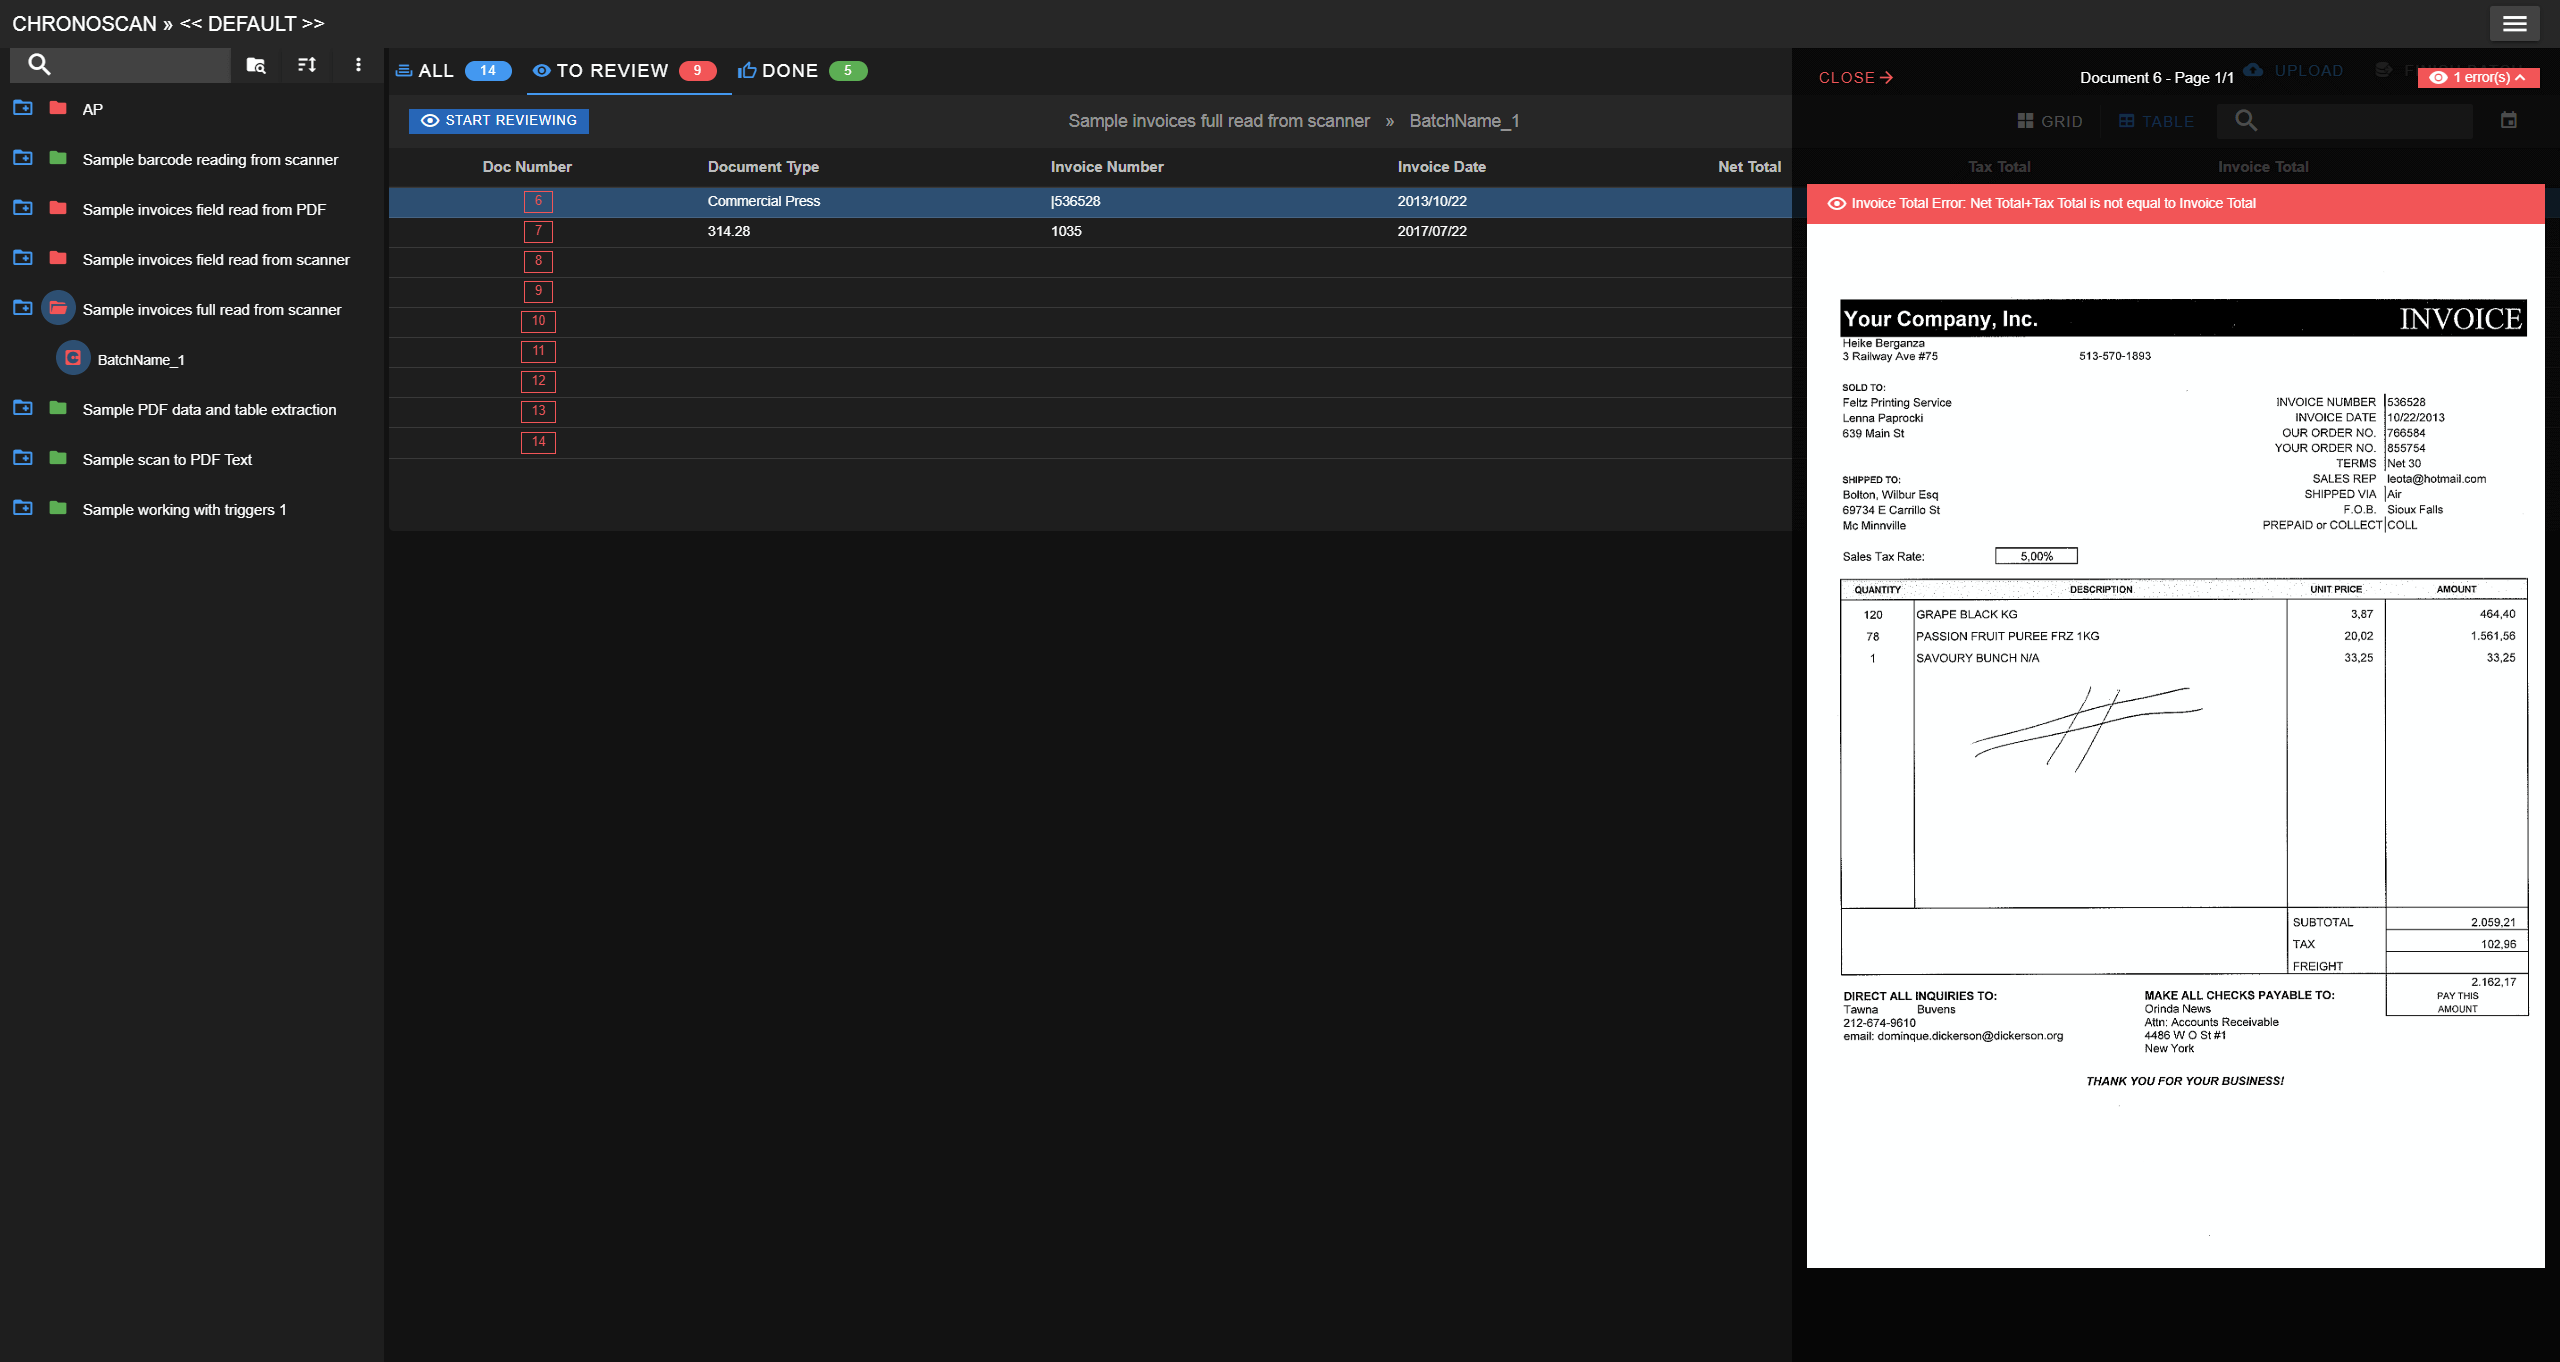 CHRONOSCAN » << DEFAULT >>
ALL 14 TO REVIEW 9 DONE 5
UPLOAD FINISH BATCH
CLOSE → Document 6 - Page 1/1 1 error(s)
START REVIEWING
Sample invoices full read from scanner » BatchName_1
GRID TABLE
AP
Sample barcode reading from scanner
Sample invoices field read from PDF
Sample invoices field read from scanner
Sample invoices full read from scanner
BatchName_1
Sample PDF data and table extraction
Sample scan to PDF Text
Sample working with triggers 1
Doc Number Document Type Invoice Number Invoice Date Net Total Tax Total Invoice Total
6 Commercial Press |536528 2013/10/22
7 314.28 1035 2017/07/22
8
9
10
11
12
13
14
Invoice Total Error: Net Total+Tax Total is not equal to Invoice Total
Your Company, Inc. INVOICE
Heike Berganza
3 Railway Ave #75 513-570-1893
SOLD TO:
Feltz Printing Service
Lenna Paprocki
639 Main St
INVOICE NUMBER 536528
INVOICE DATE 10/22/2013
OUR ORDER NO. 766584
YOUR ORDER NO. 855754
TERMS Net 30
SALES REP leota@hotmail.com
SHIPPED VIA Air
F.O.B. Sioux Falls
PREPAID or COLLECT COLL
SHIPPED TO:
Bolton, Wilbur Esq
69734 E Carrillo St
Mc Minnville
Sales Tax Rate: 5,00%
QUANTITY DESCRIPTION UNIT PRICE AMOUNT
120 GRAPE BLACK KG 3,87 464,40
78 PASSION FRUIT PUREE FRZ 1KG 20,02 1.561,56
1 SAVOURY BUNCH N/A 33,25 33,25
SUBTOTAL 2.059,21
TAX 102,96
FREIGHT
2.162,17
PAY THIS
AMOUNT
DIRECT ALL INQUIRIES TO:
Tawna Buvens
212-674-9610
email: dominque.dickerson@dickerson.org
MAKE ALL CHECKS PAYABLE TO:
Orinda News
Attn: Accounts Receivable
4486 W O St #1
New York
THANK YOU FOR YOUR BUSINESS!